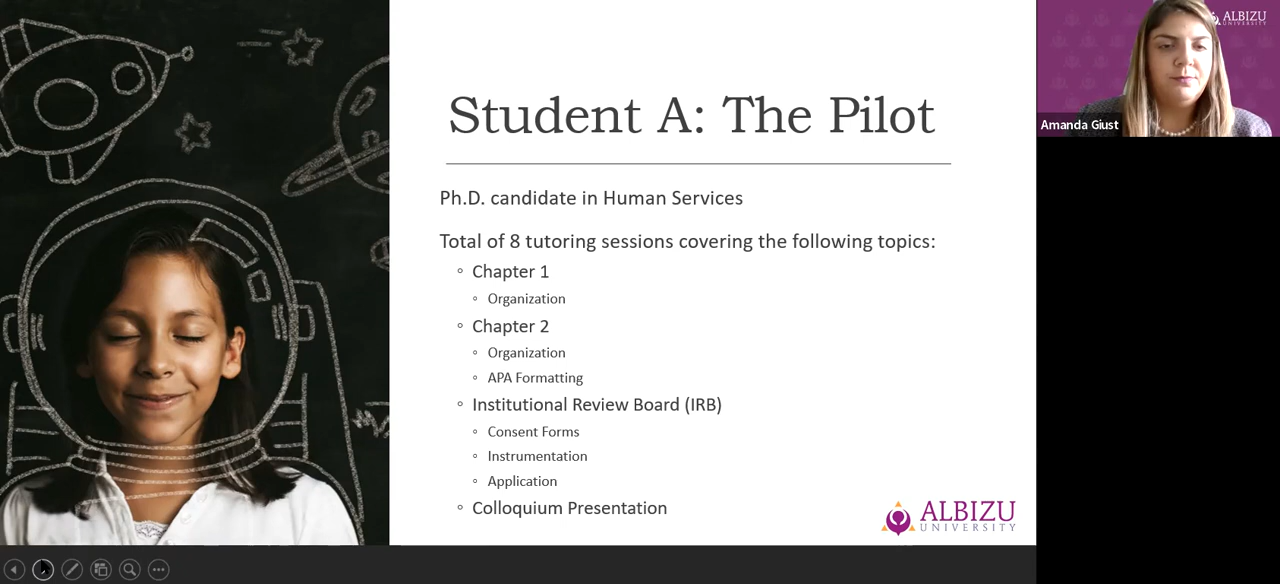 Student A: The Pilot
Ph.D. candidate in Human Services
Total of 8 tutoring sessions covering the following topics:
Chapter 1
Organization
Chapter 2
Organization
APA Formatting
Institutional Review Board (IRB)
Consent Forms
Instrumentation
Application
Colloquium Presentation
ALBIZU
UNIVERSITY
ALBIZU
UNIVERSITY
Amanda Giust